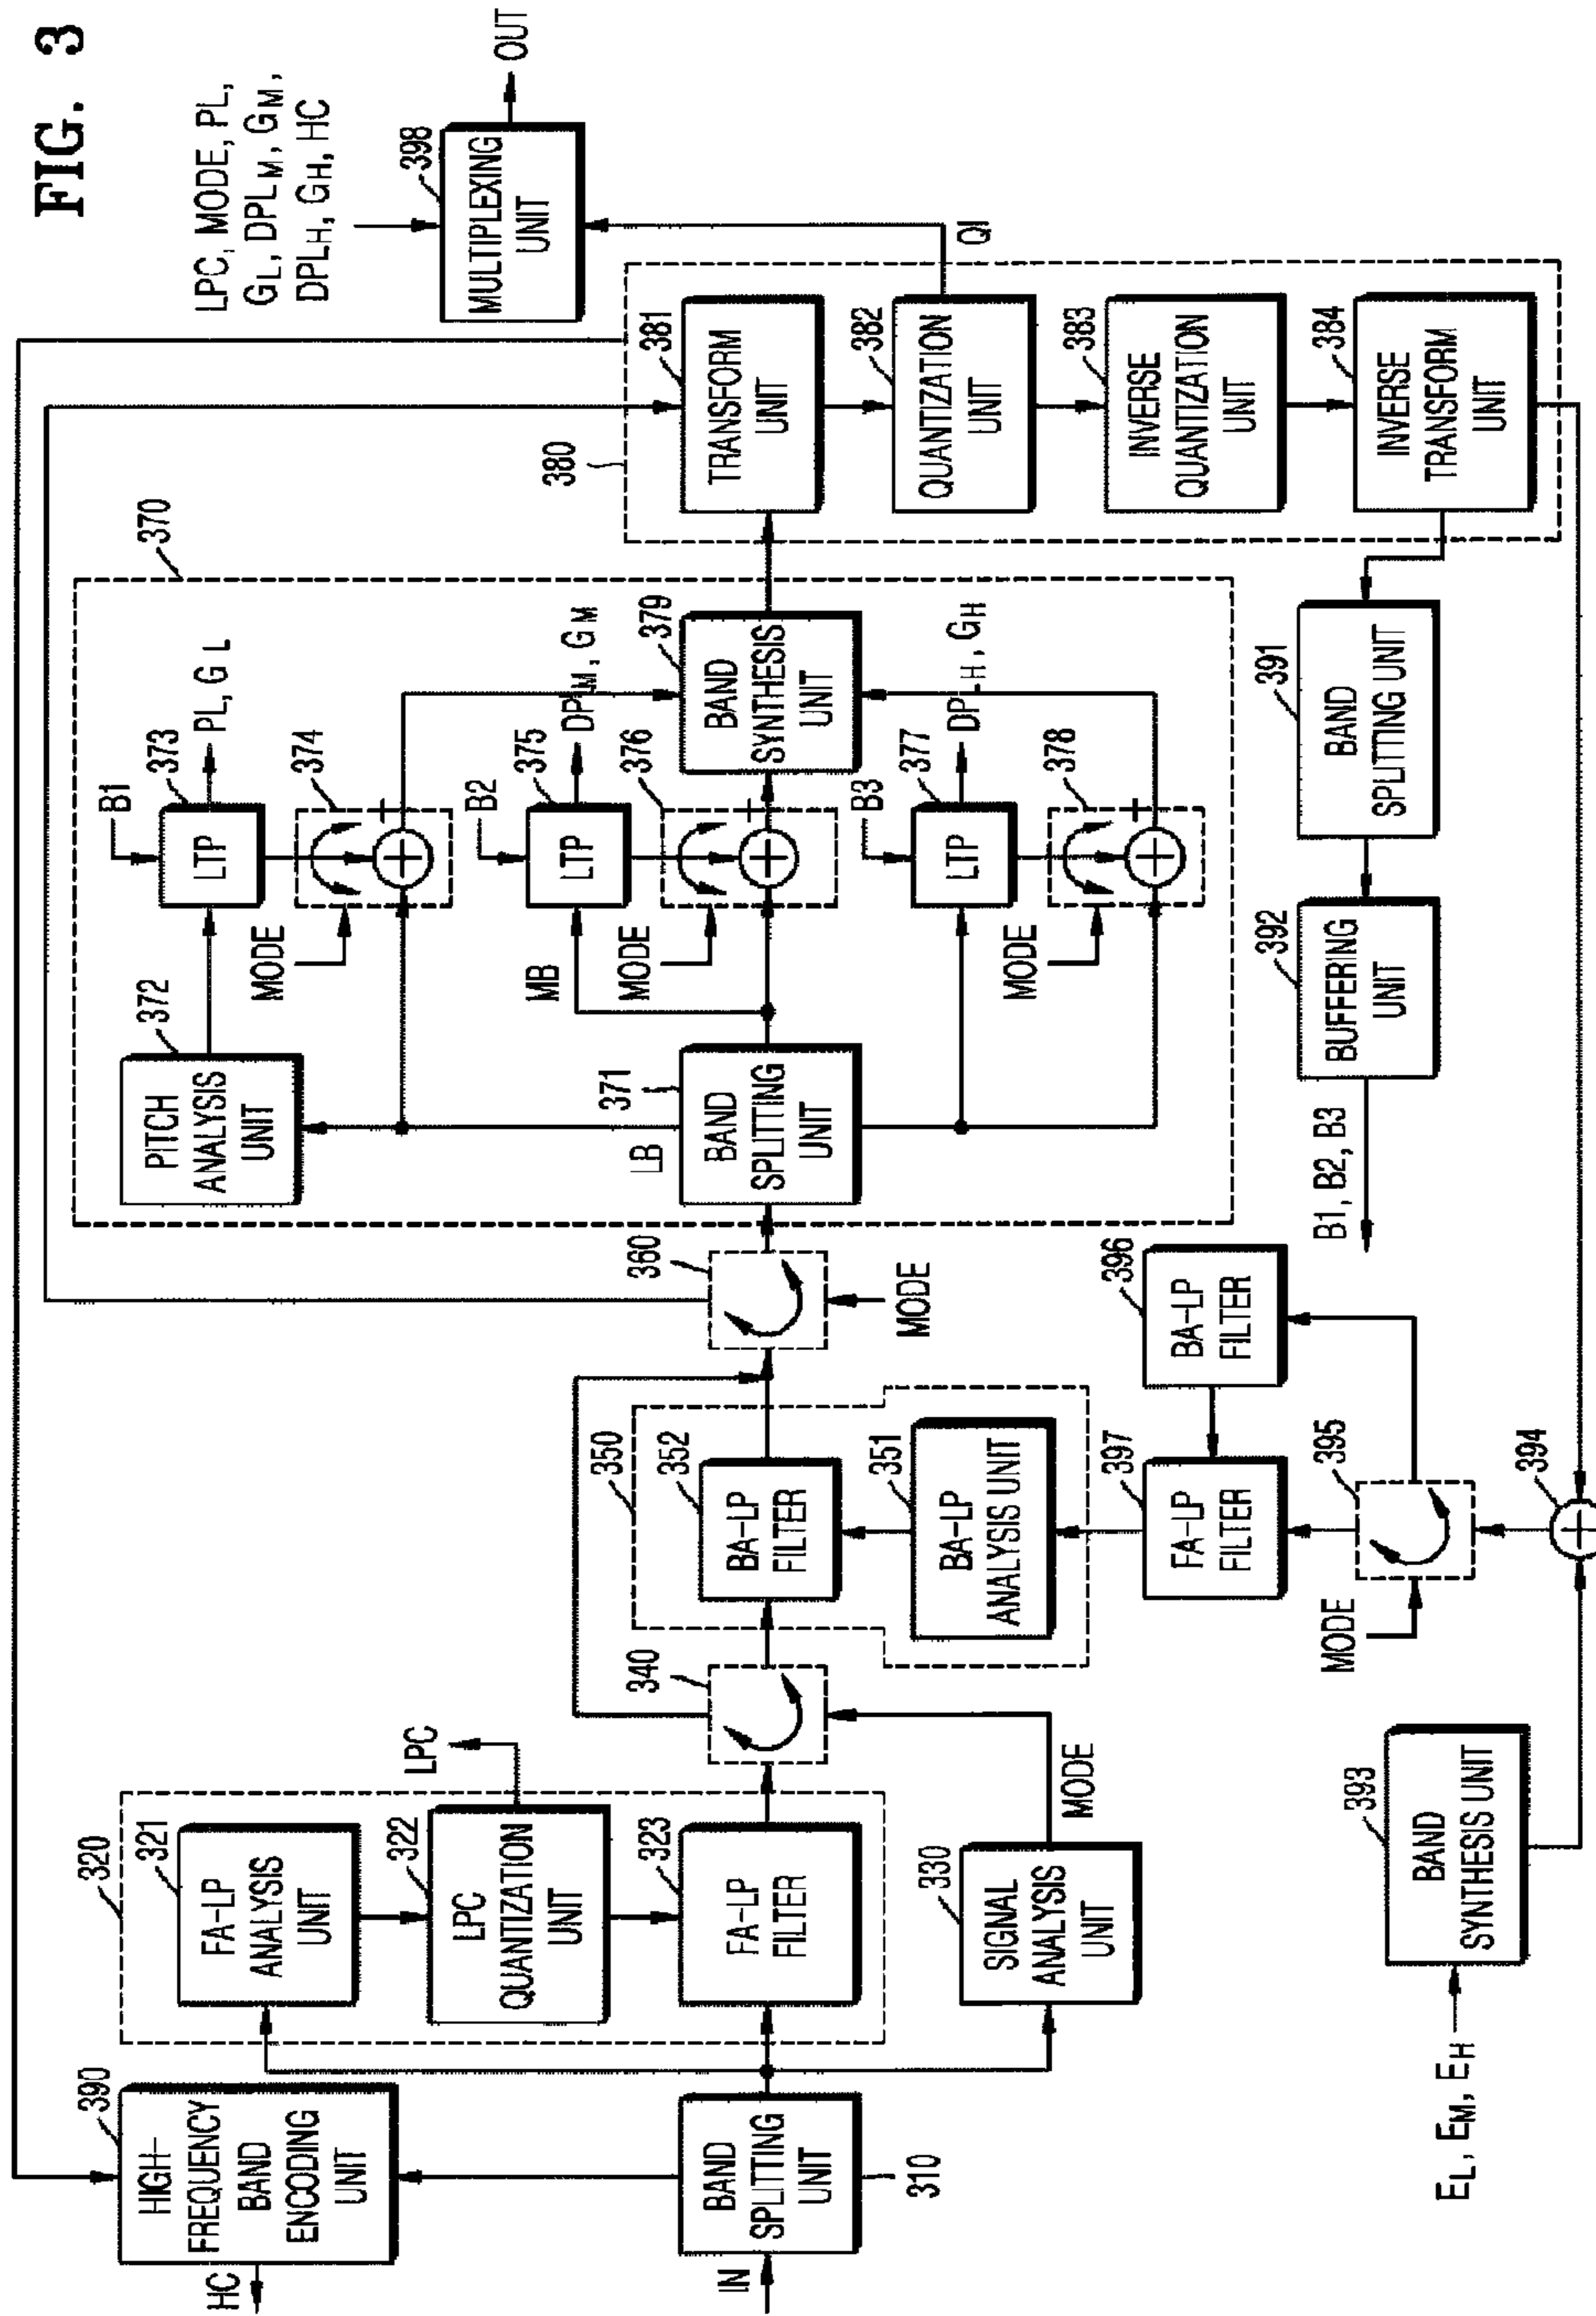 FIG. 3
LPC, MODE, PL,
GL, DPLM, GM,
DPLH, GH, HC
398
MULTIPLEXING
UNIT
OUT
QI
370
380
381
TRANSFORM
UNIT
382
QUANTIZATION
UNIT
383
INVERSE
QUANTIZATION
UNIT
384
INVERSE
TRANSFORM
UNIT
372
PITCH
ANALYSIS
UNIT
B1
373
LTP
PL, GL
374
+
MODE
LB
MB
371
BAND
SPLITTING
UNIT
B2
375
LTP
DPLM, GM
376
+
MODE
379
BAND
SYNTHESIS
UNIT
B3
377
LTP
DPLH, GH
378
+
MODE
391
BAND
SPLITTING UNIT
392
BUFFERING
UNIT
B1, B2, B3
360
MODE
350
352
BA-LP
FILTER
351
BA-LP
ANALYSIS UNIT
340
396
BA-LP
FILTER
397
FA-LP
FILTER
395
MODE
394
320
321
FA-LP
ANALYSIS
UNIT
322
LPC
QUANTIZATION
UNIT
LPC
323
FA-LP
FILTER
330
SIGNAL
ANALYSIS
UNIT
MODE
393
BAND
SYNTHESIS UNIT
EL, EM, EH
390
HIGH-
FREQUENCY
BAND
ENCODING
UNIT
HC
BAND
SPLITTING
UNIT
310
IN